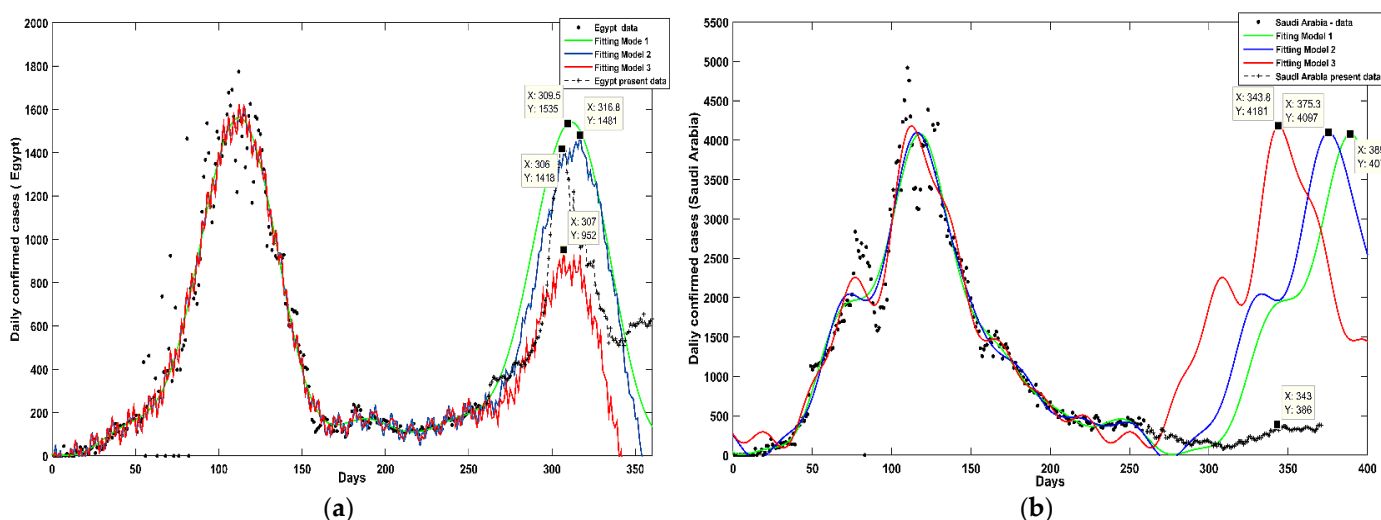 Egypt data
Fitting Mode 1
Fitting Model 2
Fitting Model 3
Egypt present data
X: 309.5
Y: 1535
X: 316.8
Y: 1481
X: 306
Y: 1418
X: 307
Y: 952
Daily confirmed cases ( Egypt)
2000
1800
1600
1400
1200
1000
800
600
400
200
0
0 50 100 150 200 250 300 350
Days
(a)
Saudi Arabia - data
Fiting Model 1
Fitting Model 2
Fitting Model 3
Saudi Arabia present data
X: 343.8
Y: 4181
X: 375.3
Y: 4097
X: 343
Y: 386
Daliy confirmed cases (Saudi Arabia)
5500
5000
4500
4000
3500
3000
2500
2000
1500
1000
500
0
0 50 100 150 200 250 300 350 400
Days
(b)